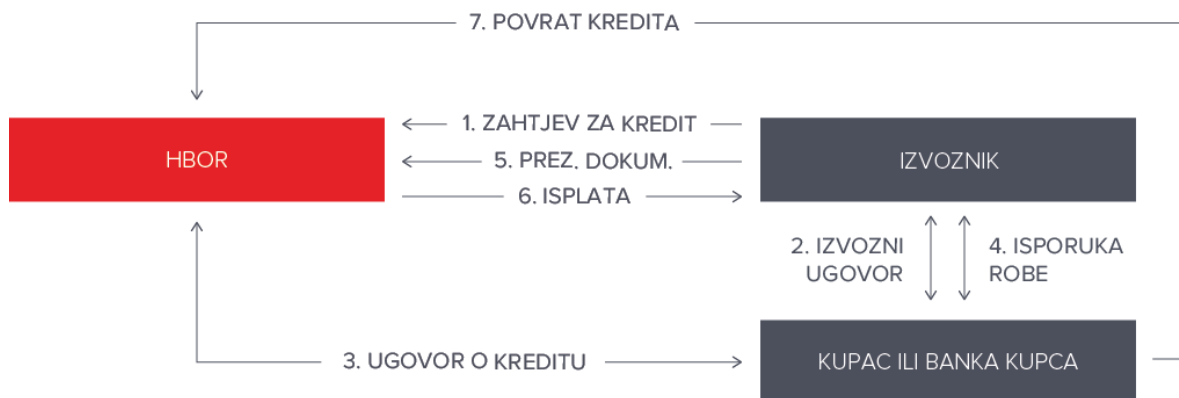 7. POVRAT KREDITA
1. ZAHTJEV ZA KREDIT
HBOR
5. PREZ. DOKUM.
IZVOZNIK
6. ISPLATA
2. IZVOZNI
UGOVOR
4. ISPORUKA
ROBE
3. UGOVOR O KREDITU
KUPAC ILI BANKA KUPCA